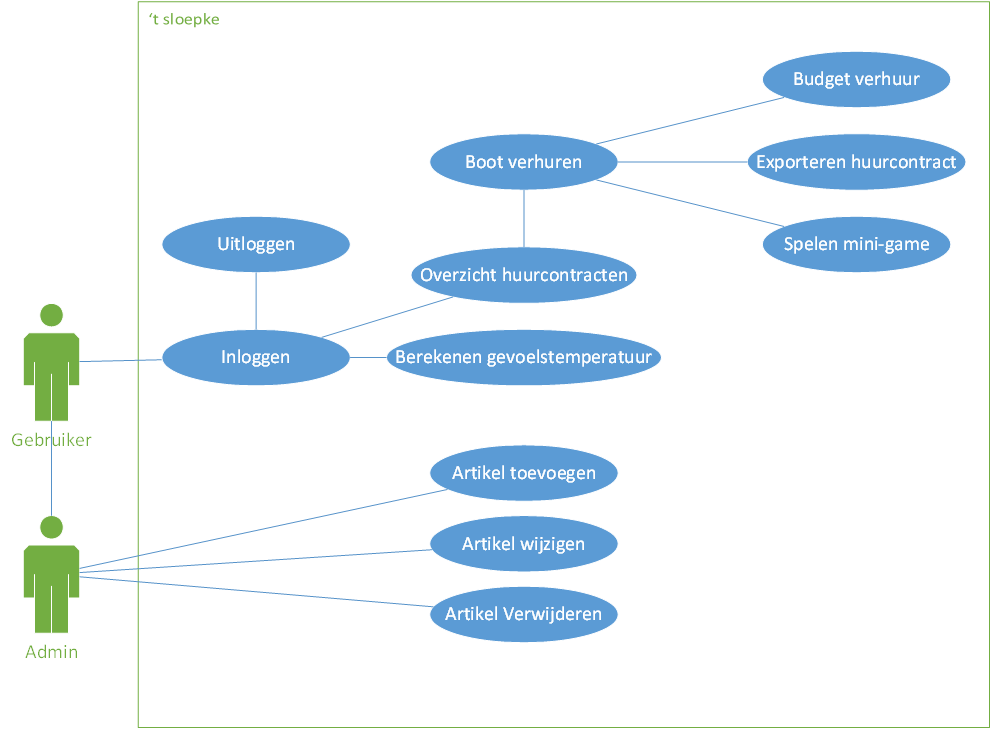 ‘t sloepke
Budget verhuur
Boot verhuren
Exporteren huurcontract
Uitloggen
Spelen mini-game
Overzicht huurcontracten
Inloggen
Berekenen gevoelstemperatuur
Gebruiker
Artikel toevoegen
Artikel wijzigen
Artikel Verwijderen
Admin